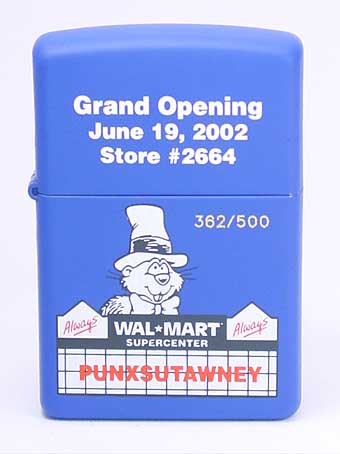 Grand Opening
June 19, 2002
Store #2664
362/500
Always
WAL★MART
Always
SUPERCENTER
PUNXSUTAWNEY